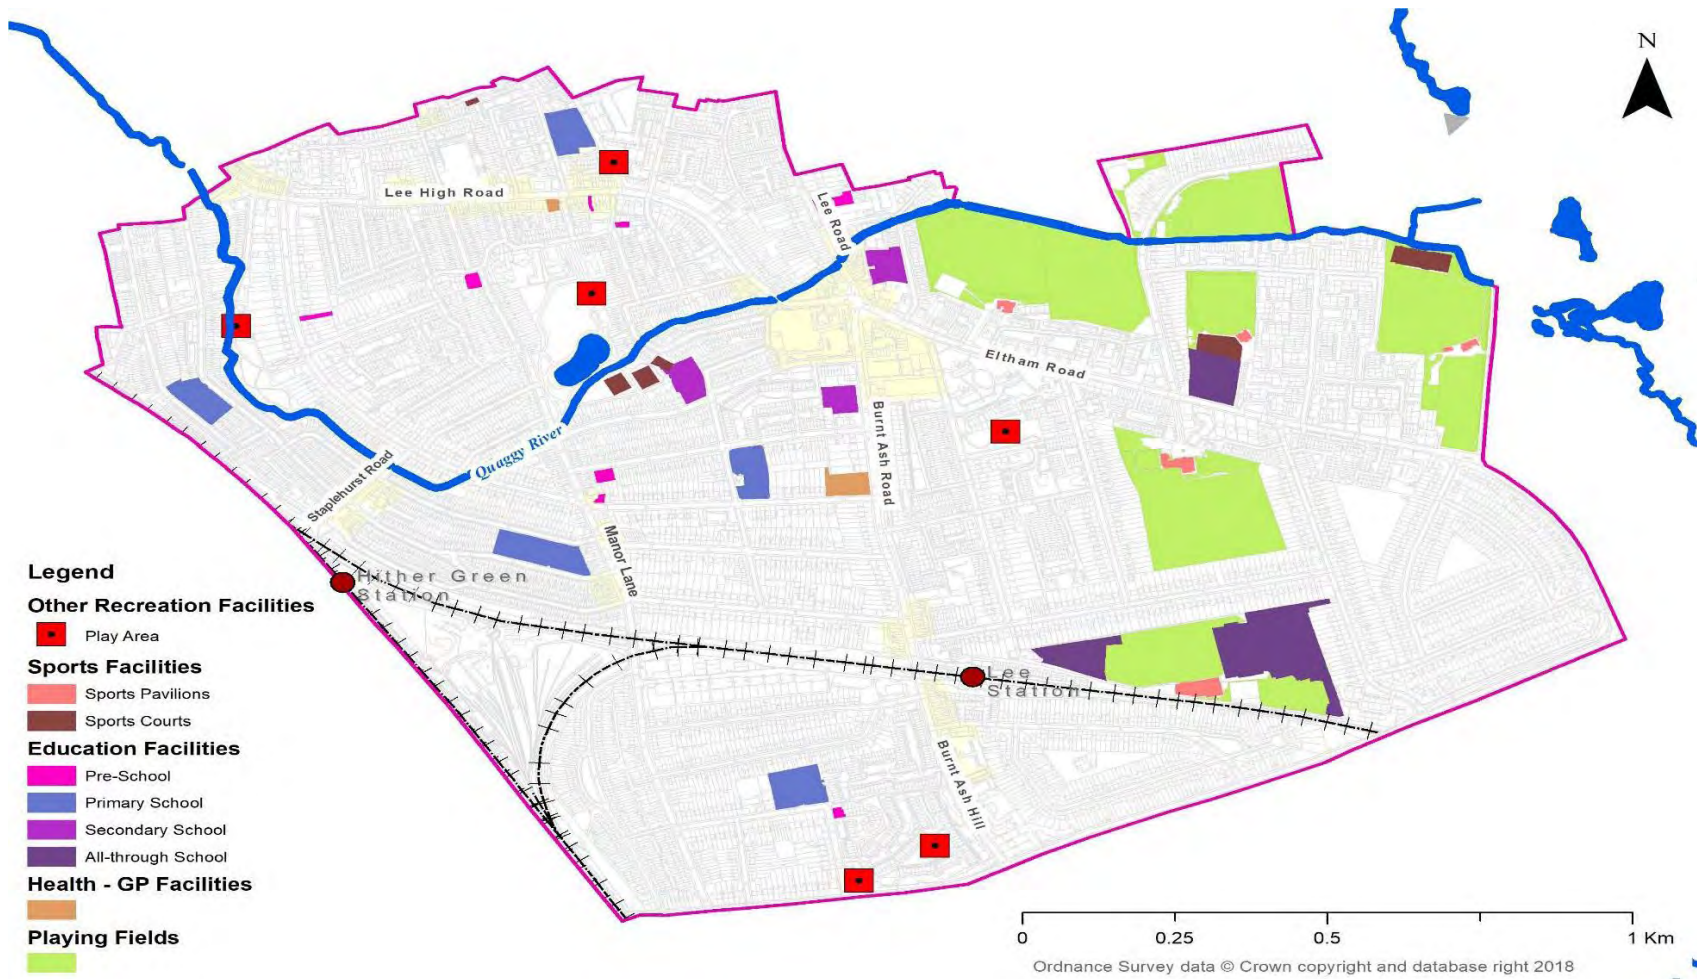 N
Lee High Road
Lee Road
Eltham Road
Quaggy River
Burnt Ash Road
Staplehurst Road
Manor Lane
Hither Green
Station
Lee
Station
Burnt Ash Hill
Legend
Other Recreation Facilities
Play Area
Sports Facilities
Sports Pavilions
Sports Courts
Education Facilities
Pre-School
Primary School
Secondary School
All-through School
Health - GP Facilities
Playing Fields
0 0.25 0.5 1 Km
Ordnance Survey data © Crown copyright and database right 2018